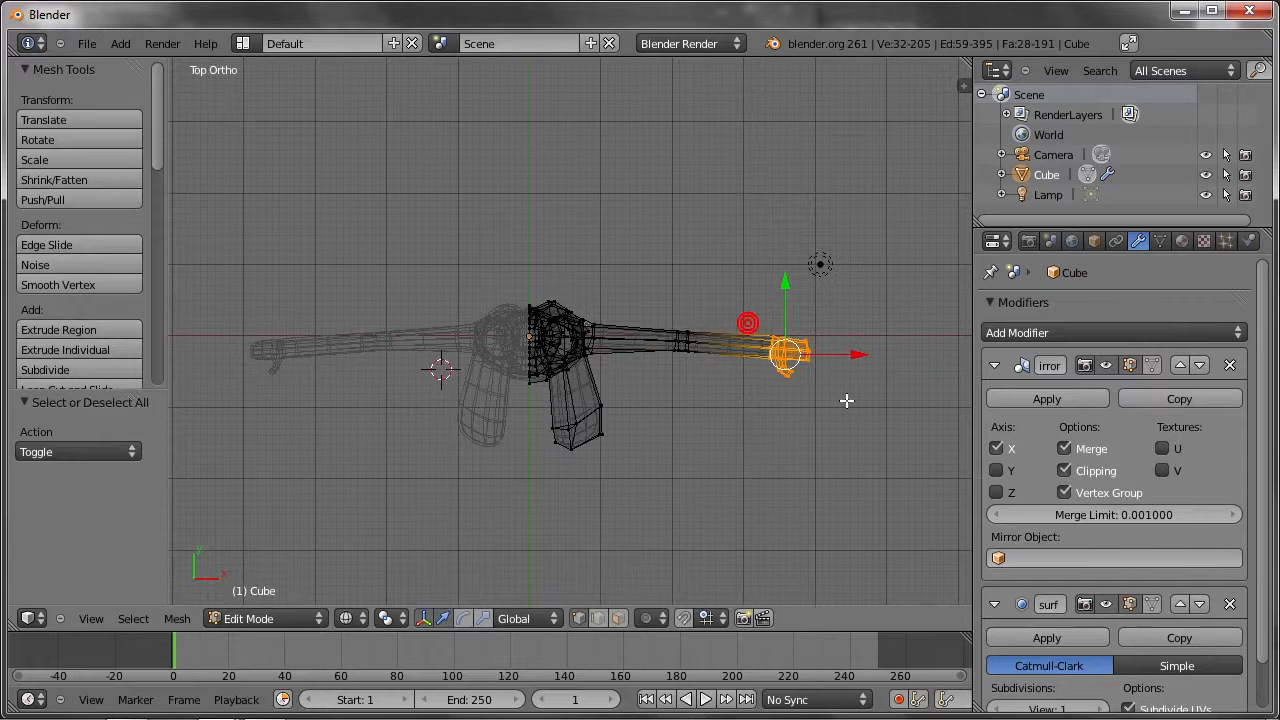 Blender
File Add Render Help Default Scene Blender Render blender.org 261 | Ve:32-205 | Ed:59-395 | Fa:28-191 | Cube
Mesh Tools
Transform:
Translate
Rotate
Scale
Shrink/Fatten
Push/Pull
Deform:
Edge Slide
Noise
Smooth Vertex
Add:
Extrude Region
Extrude Individual
Subdivide
Loop Cut and Slide
Select or Deselect All
Action
Toggle
Top Ortho
y
x
(1) Cube
View Select Mesh Edit Mode Global
-40 -20 0 20 40 60 80 100 120 140 160 180 200 220 240 260
View Marker Frame Playback Start: 1 End: 250 1 No Sync
View Search All Scenes
Scene
RenderLayers
World
Camera
Cube
Lamp
Cube
Modifiers
Add Modifier
irror
Apply Copy
Axis: Options: Textures:
X Merge U
Y Clipping V
Z Vertex Group
Merge Limit: 0.001000
Mirror Object:
surf
Apply Copy
Catmull-Clark Simple
Subdivisions: Options:
View: 1 Subdivide UVs